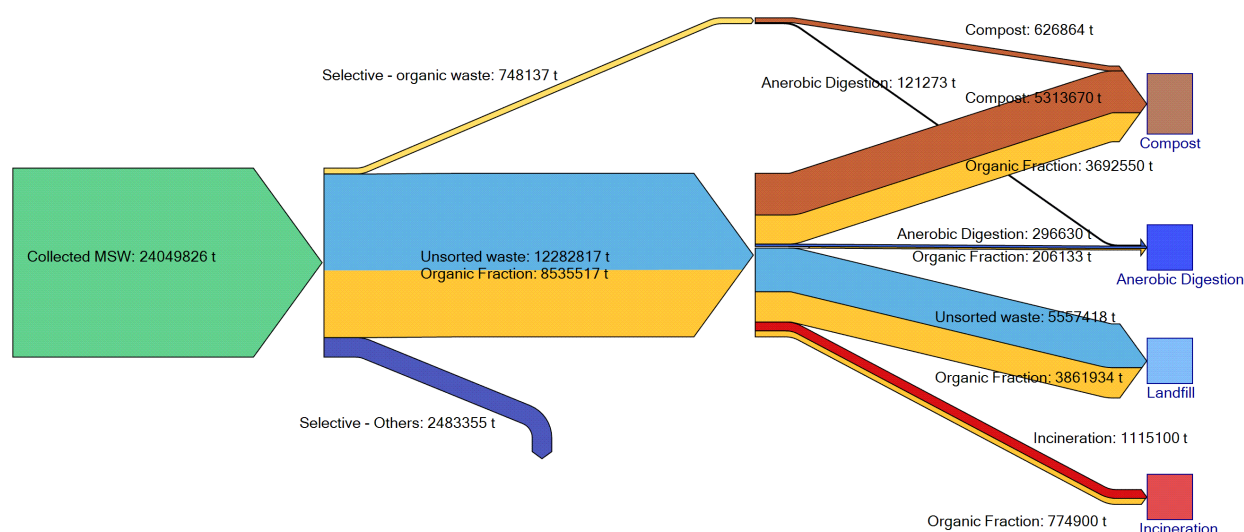 Compost: 626864 t
Selective - organic waste: 748137 t
Anerobic Digestion: 121273 t
Compost: 5313670 t
Compost
Organic Fraction: 3692550 t
Anerobic Digestion: 296630 t
Collected MSW: 24049826 t
Unsorted waste: 12282817 t
Organic Fraction: 206133 t
Organic Fraction: 8535517 t
Anerobic Digestion
Unsorted waste: 5557418 t
Organic Fraction: 3861934 t
Landfill
Selective - Others: 2483355 t
Incineration: 1115100 t
Organic Fraction: 774900 t
Incineration